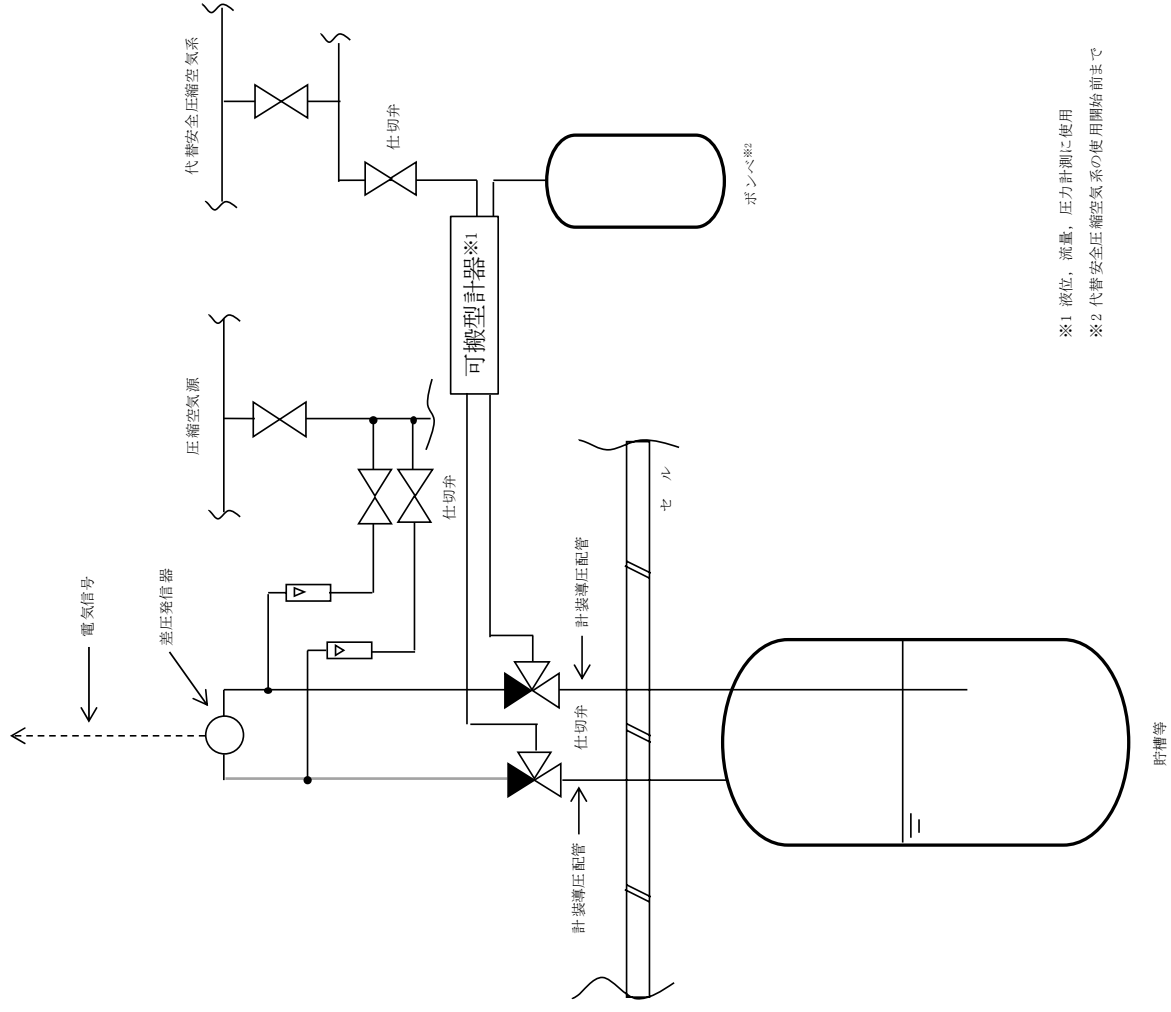 代替安全圧縮空気系
仕切弁
ボンベ※2
可搬型計器※1
圧縮空気源
仕切弁
セル
電気信号
差圧発信器
計装導圧配管
仕切弁
計装導圧配管
貯槽等
※1 液位，流量，圧力計測に使用
※2 代替安全圧縮空気系の使用開始前まで